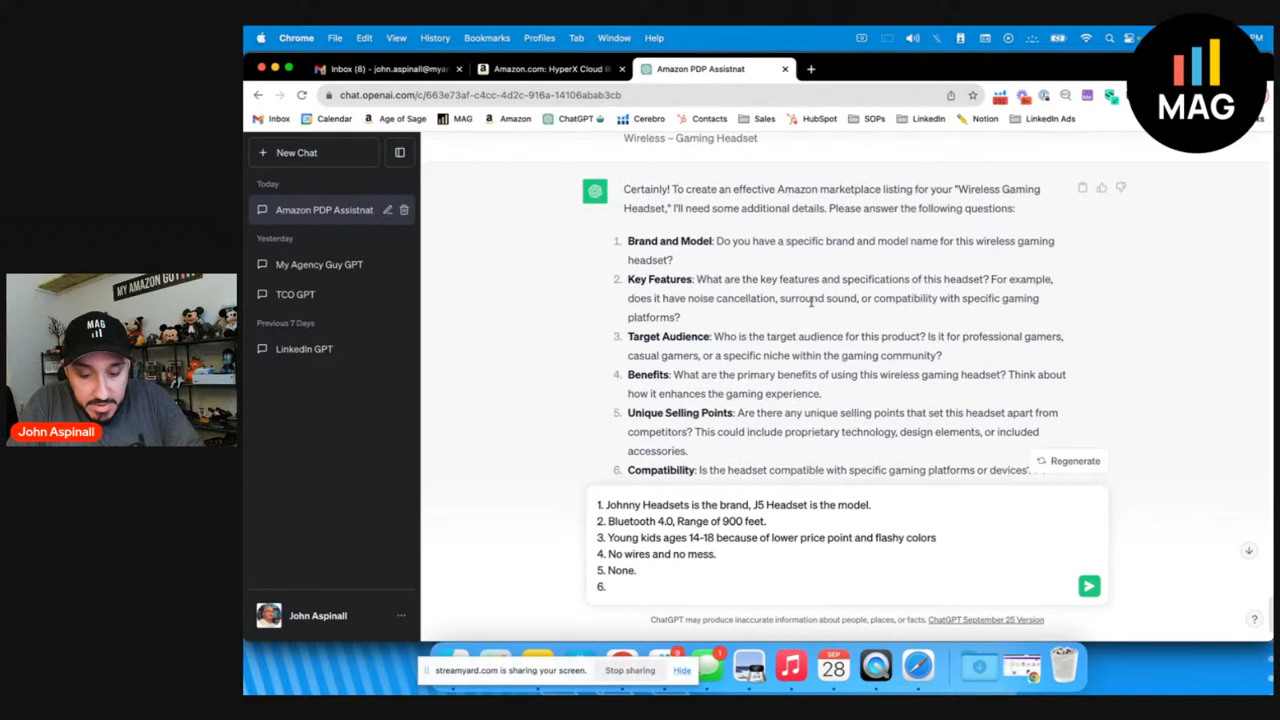 Chrome File Edit View History Bookmarks Profiles Tab Window Help
Inbox (8) - john.aspinall@myam
Amazon.com: HyperX Cloud III
Amazon PDP Assistnat
chat.openai.com/c/663e73af-c4cc-4d2c-916a-14106abab3cb
Inbox Calendar Age of Sage MAG Amazon ChatGPT Cerebro Contacts Sales HubSpot SOPs LinkedIn Notion LinkedIn Ads
MAG
New Chat
Today
Amazon PDP Assistnat
Yesterday
My Agency Guy GPT
TCO GPT
Previous 7 Days
LinkedIn GPT
John Aspinall
Wireless – Gaming Headset
Certainly! To create an effective Amazon marketplace listing for your "Wireless Gaming
Headset," I'll need some additional details. Please answer the following questions:
1. Brand and Model: Do you have a specific brand and model name for this wireless gaming
headset?
2. Key Features: What are the key features and specifications of this headset? For example,
does it have noise cancellation, surround sound, or compatibility with specific gaming
platforms?
3. Target Audience: Who is the target audience for this product? Is it for professional gamers,
casual gamers, or a specific niche within the gaming community?
4. Benefits: What are the primary benefits of using this wireless gaming headset? Think about
how it enhances the gaming experience.
5. Unique Selling Points: Are there any unique selling points that set this headset apart from
competitors? This could include proprietary technology, design elements, or included
accessories.
Regenerate
6. Compatibility: Is the headset compatible with specific gaming platforms or devices
1. Johnny Headsets is the brand, J5 Headset is the model.
2. Bluetooth 4.0, Range of 900 feet.
3. Young kids ages 14-18 because of lower price point and flashy colors
4. No wires and no mess.
5. None.
6.
ChatGPT may produce inaccurate information about people, places, or facts. ChatGPT September 25 Version
?
streamyard.com is sharing your screen. Stop sharing Hide
SEP
28
1
MY AMAZON GUY
MAG
John Aspinall